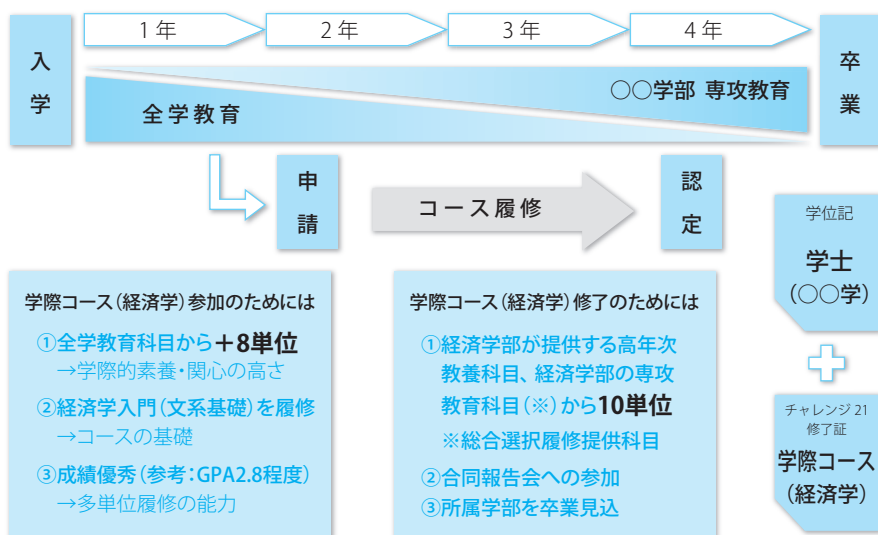 入学
1年
2年
3年
4年
卒業
全学教育
○○学部 専攻教育
申請
コース履修
認定
学際コース(経済学)参加のためには
①全学教育科目から+8単位
→学際的素養・関心の高さ
②経済学入門(文系基礎)を履修
→コースの基礎
③成績優秀(参考:GPA2.8程度)
→多単位履修の能力
学際コース(経済学)修了のためには
①経済学部が提供する高年次
教養科目、経済学部の専攻
教育科目(※)から10単位
※総合選択履修提供科目
②合同報告会への参加
③所属学部を卒業見込
学位記
学士
(○○学)
チャレンジ21
修了証
学際コース
(経済学)